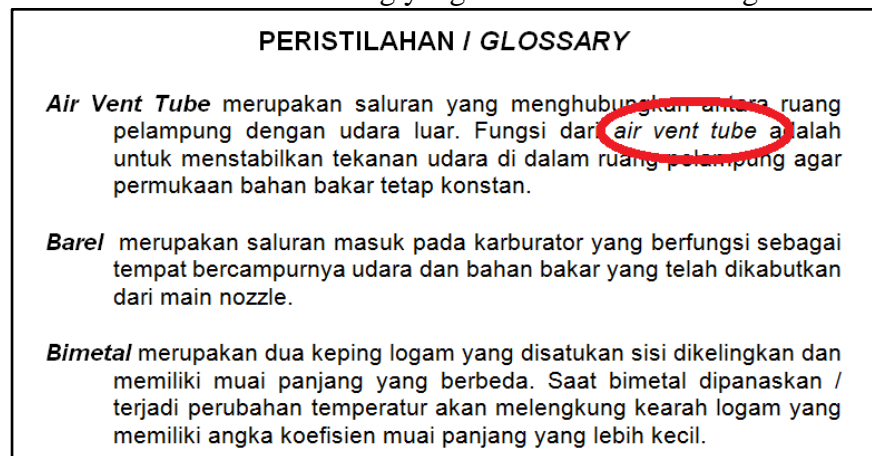 PERISTILAHAN / GLOSSARY
Air Vent Tube merupakan saluran yang menghubungkan antara ruang
pelampung dengan udara luar. Fungsi dari air vent tube adalah
untuk menstabilkan tekanan udara di dalam ruang pelampung agar
permukaan bahan bakar tetap konstan.
Barel merupakan saluran masuk pada karburator yang berfungsi sebagai
tempat bercampurnya udara dan bahan bakar yang telah dikabutkan
dari main nozzle.
Bimetal merupakan dua keping logam yang disatukan sisi dikelingkan dan
memiliki muai panjang yang berbeda. Saat bimetal dipanaskan /
terjadi perubahan temperatur akan melengkung kearah logam yang
memiliki angka koefisien muai panjang yang lebih kecil.